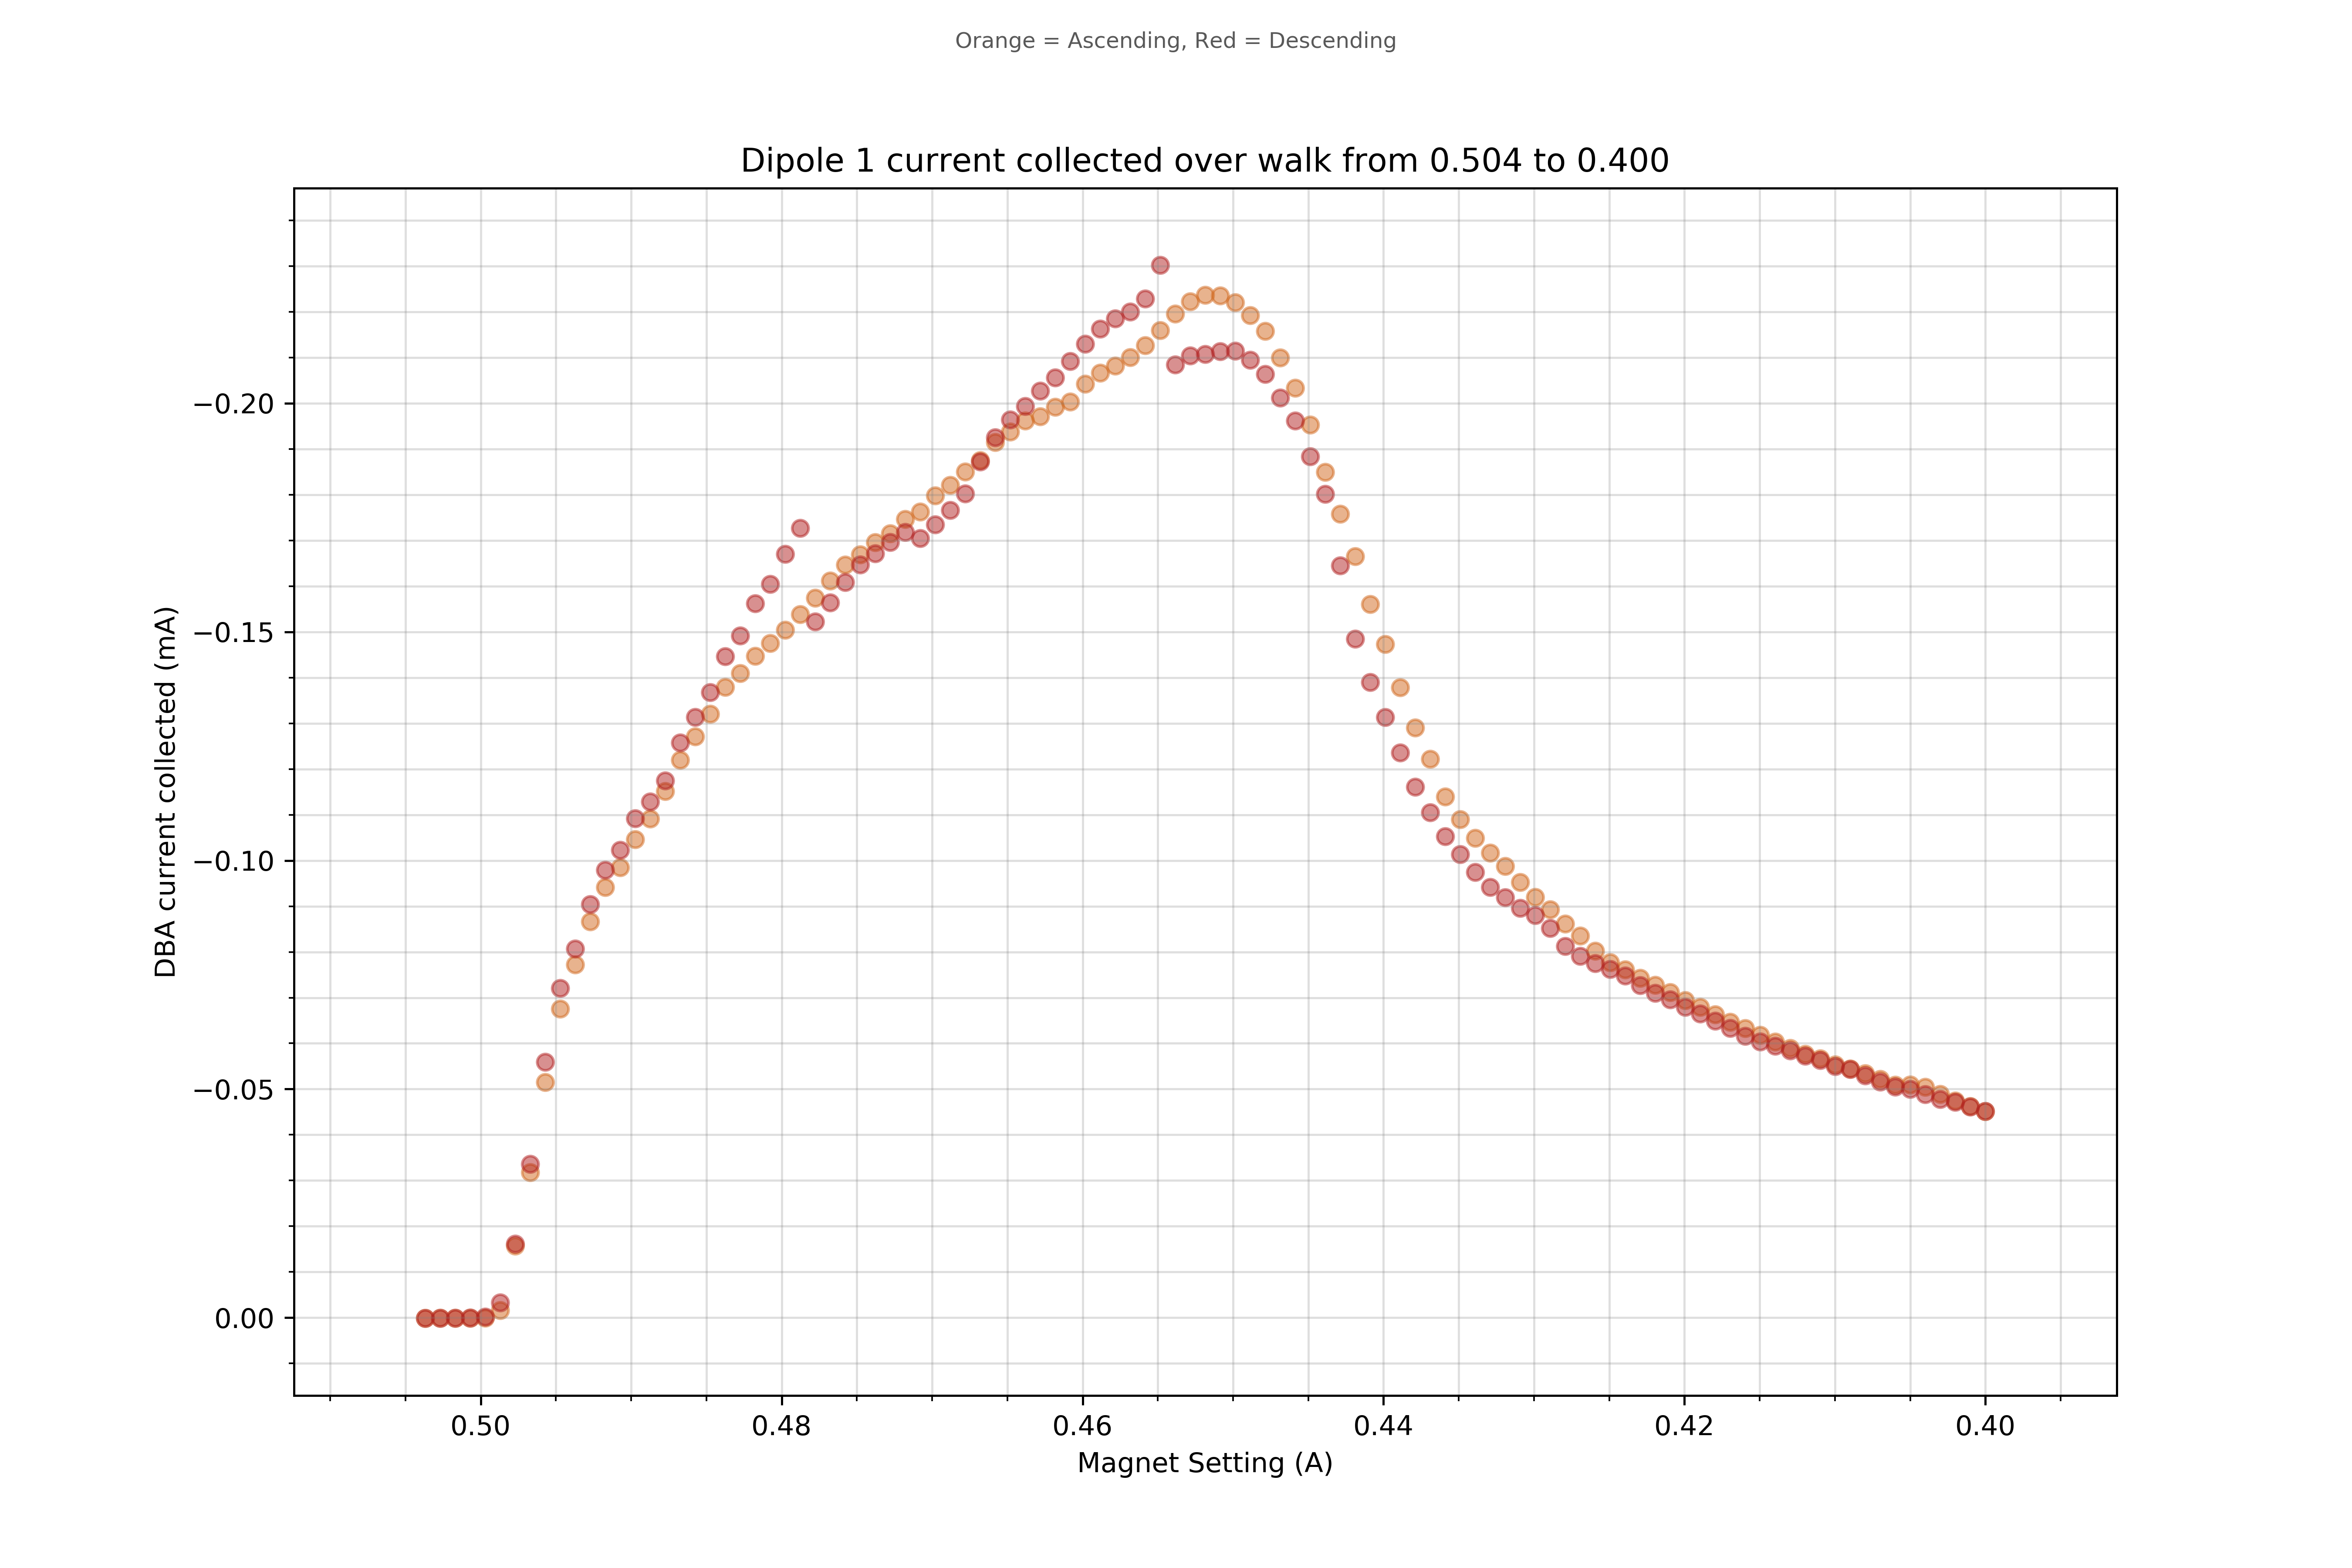 Orange = Ascending, Red = Descending
Dipole 1 current collected over walk from 0.504 to 0.400
DBA current collected (mA)
−0.20
−0.15
−0.10
−0.05
0.00
0.50 0.48 0.46 0.44 0.42 0.40
Magnet Setting (A)